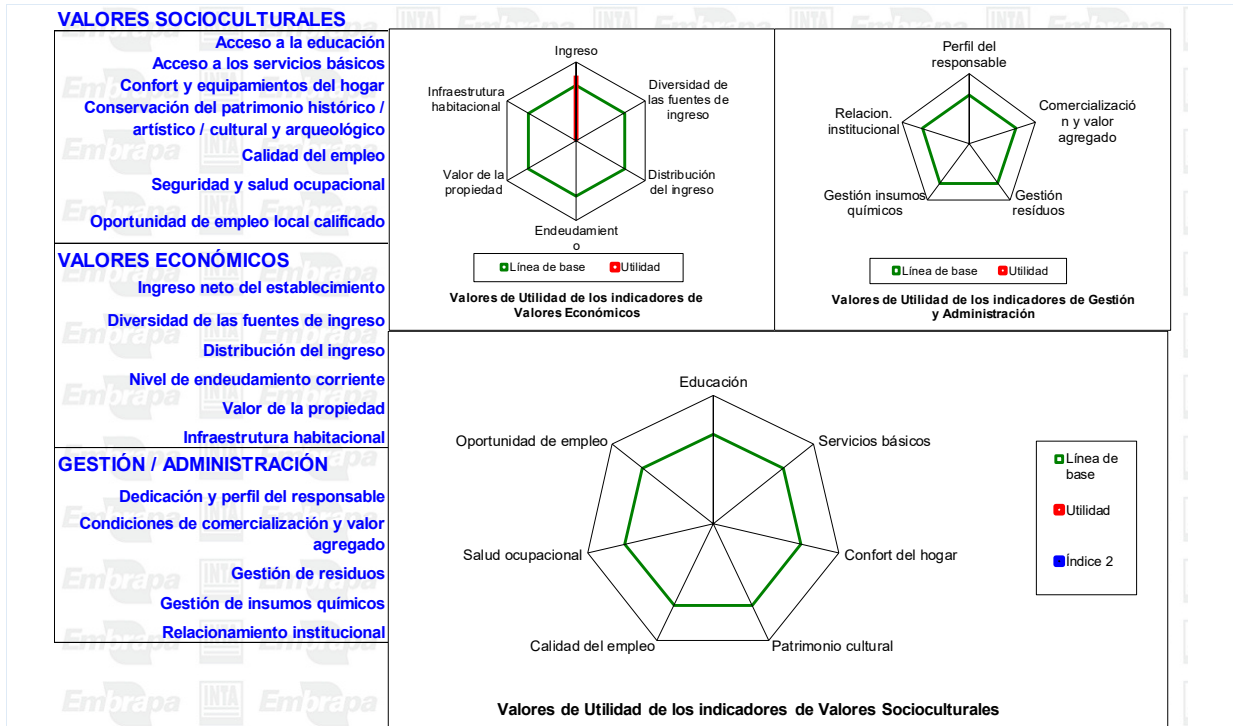 VALORES SOCIOCULTURALES
Acceso a la educación
Acceso a los servicios básicos
Confort y equipamientos del hogar
Conservación del patrimonio histórico /
artístico / cultural y arqueológico
Calidad del empleo
Seguridad y salud ocupacional
Oportunidad de empleo local calificado
VALORES ECONÓMICOS
Ingreso neto del establecimiento
Diversidad de las fuentes de ingreso
Distribución del ingreso
Nivel de endeudamiento corriente
Valor de la propiedad
Infraestrutura habitacional
GESTIÓN / ADMINISTRACIÓN
Dedicación y perfil del responsable
Condiciones de comercialización y valor
agregado
Gestión de residuos
Gestión de insumos químicos
Relacionamiento institucional
Ingreso
Diversidad de
las fuentes de
ingreso
Distribución
del ingreso
Endeudamient
o
Valor de la
propiedad
Infraestrutura
habitacional
Línea de base
Utilidad
Valores de Utilidad de los indicadores de
Valores Económicos
Perfil del
responsable
Comercializació
n y valor
agregado
Gestión
resíduos
Gestión insumos
químicos
Relacion.
institucional
Línea de base
Utilidad
Valores de Utilidad de los indicadores de Gestión
y Administración
Educación
Servicios básicos
Confort del hogar
Patrimonio cultural
Calidad del empleo
Salud ocupacional
Oportunidad de empleo
Línea de
base
Utilidad
Índice 2
Valores de Utilidad de los indicadores de Valores Socioculturales
Embrapa
INTA